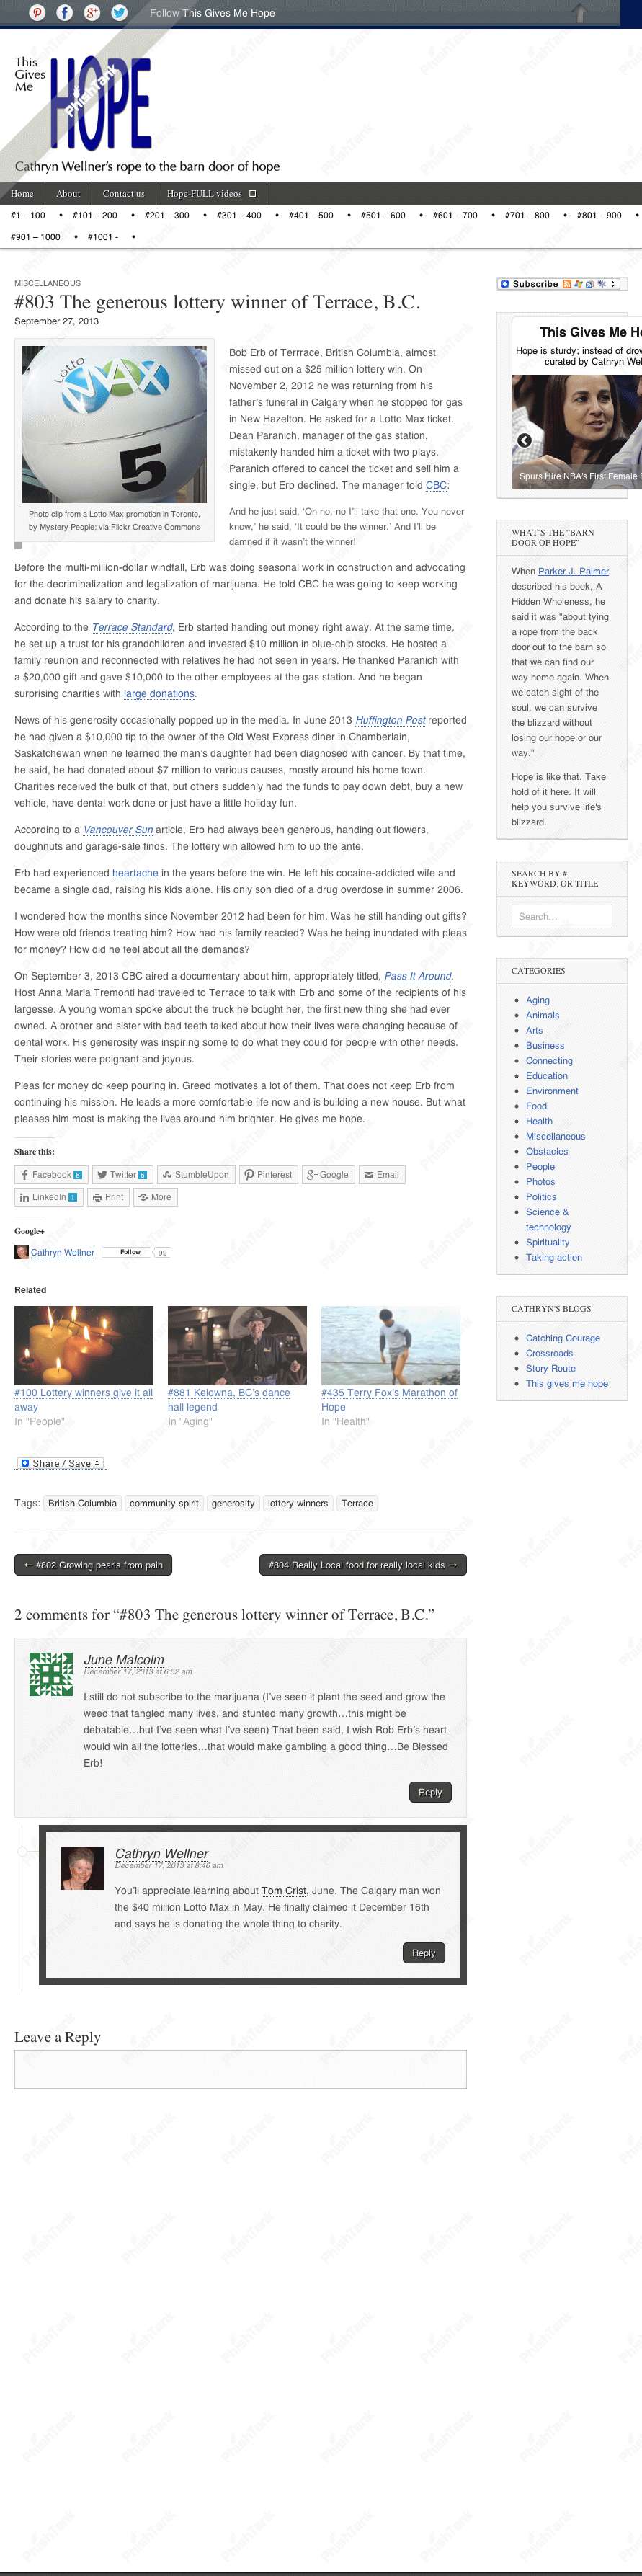 Follow This Gives Me Hope
This
Gives
Me
HOPE
PhishTank
Cathryn Wellner's rope to the barn door of hope
Home
About
Contact us
Hope-FULL videos
#1 – 100 • #101 – 200 • #201 – 300 • #301 – 400 • #401 – 500 • #501 – 600 • #601 – 700 • #701 – 800 • #801 – 900 •
#901 – 1000 • #1001 - •
MISCELLANEOUS
#803 The generous lottery winner of Terrace, B.C.
September 27, 2013
Lotto
MAX
5
Photo clip from a Lotto Max promotion in Toronto,
by Mystery People; via Flickr Creative Commons
Bob Erb of Terrrace, British Columbia, almost
missed out on a $25 million lottery win. On
November 2, 2012 he was returning from his
father's funeral in Calgary when he stopped for gas
in New Hazelton. He asked for a Lotto Max ticket.
Dean Paranich, manager of the gas station,
mistakenly handed him a ticket with two plays.
Paranich offered to cancel the ticket and sell him a
single, but Erb declined. The manager told CBC:
And he just said, 'Oh no, no I'll take that one. You never
know,' he said, 'It could be the winner.' And I'll be
damned if it wasn't the winner!
Before the multi-million-dollar windfall, Erb was doing seasonal work in construction and advocating
for the decriminalization and legalization of marijuana. He told CBC he was going to keep working
and donate his salary to charity.
According to the Terrace Standard, Erb started handing out money right away. At the same time,
he set up a trust for his grandchildren and invested $10 million in blue-chip stocks. He hosted a
family reunion and reconnected with relatives he had not seen in years. He thanked Paranich with
a $20,000 gift and gave $10,000 to the other employees at the gas station. And he began
surprising charities with large donations.
News of his generosity occasionally popped up in the media. In June 2013 Huffington Post reported
he had given a $10,000 tip to the owner of the Old West Express diner in Chamberlain,
Saskatchewan when he learned the man's daughter had been diagnosed with cancer. By that time,
he said, he had donated about $7 million to various causes, mostly around his home town.
Charities received the bulk of that, but others suddenly had the funds to pay down debt, buy a new
vehicle, have dental work done or just have a little holiday fun.
According to a Vancouver Sun article, Erb had always been generous, handing out flowers,
doughnuts and garage-sale finds. The lottery win allowed him to up the ante.
Erb had experienced heartache in the years before the win. He left his cocaine-addicted wife and
became a single dad, raising his kids alone. His only son died of a drug overdose in summer 2006.
I wondered how the months since November 2012 had been for him. Was he still handing out gifts?
How were old friends treating him? How had his family reacted? Was he being inundated with pleas
for money? How did he feel about all the demands?
On September 3, 2013 CBC aired a documentary about him, appropriately titled, Pass It Around.
Host Anna Maria Tremonti had traveled to Terrace to talk with Erb and some of the recipients of his
largesse. A young woman spoke about the truck he bought her, the first new thing she had ever
owned. A brother and sister with bad teeth talked about how their lives were changing because of
dental work. His generosity was inspiring some to do what they could for people with other needs.
Their stories were poignant and joyous.
Pleas for money do keep pouring in. Greed motivates a lot of them. That does not keep Erb from
continuing his mission. He leads a more comfortable life now and is building a new house. But what
pleases him most is making the lives around him brighter. He gives me hope.
Share this:
Facebook 8
Twitter 6
StumbleUpon
Pinterest
Google
Email
LinkedIn 1
Print
More
Google+
Cathryn Wellner
Follow
99
Related
#100 Lottery winners give it all
away
In "People"
#881 Kelowna, BC's dance
hall legend
In "Aging"
#435 Terry Fox's Marathon of
Hope
In "Health"
Share / Save
Tags: British Columbia community spirit generosity lottery winners Terrace
← #802 Growing pearls from pain
#804 Really Local food for really local kids →
2 comments for "#803 The generous lottery winner of Terrace, B.C."
June Malcolm
December 17, 2013 at 6:52 am
I still do not subscribe to the marijuana (I've seen it plant the seed and grow the
weed that tangled many lives, and stunted many growth…this might be
debatable…but I've seen what I've seen) That been said, I wish Rob Erb's heart
would win all the lotteries…that would make gambling a good thing…Be Blessed
Erb!
Reply
Cathryn Wellner
December 17, 2013 at 8:46 am
You'll appreciate learning about Tom Crist, June. The Calgary man won
the $40 million Lotto Max in May. He finally claimed it December 16th
and says he is donating the whole thing to charity.
Reply
Leave a Reply
Subscribe
This Gives Me Ho
Hope is sturdy; instead of drow
curated by Cathryn Wel
Spurs Hire NBA's First Female
WHAT'S THE "BARN
DOOR OF HOPE"
When Parker J. Palmer
described his book, A
Hidden Wholeness, he
said it was "about tying
a rope from the back
door out to the barn so
that we can find our
way home again. When
we catch sight of the
soul, we can survive
the blizzard without
losing our hope or our
way."
Hope is like that. Take
hold of it here. It will
help you survive life's
blizzard.
SEARCH BY #,
KEYWORD, OR TITLE
Search…
CATEGORIES
Aging
Animals
Arts
Business
Connecting
Education
Environment
Food
Health
Miscellaneous
Obstacles
People
Photos
Politics
Science &
technology
Spirituality
Taking action
CATHRYN'S BLOGS
Catching Courage
Crossroads
Story Route
This gives me hope